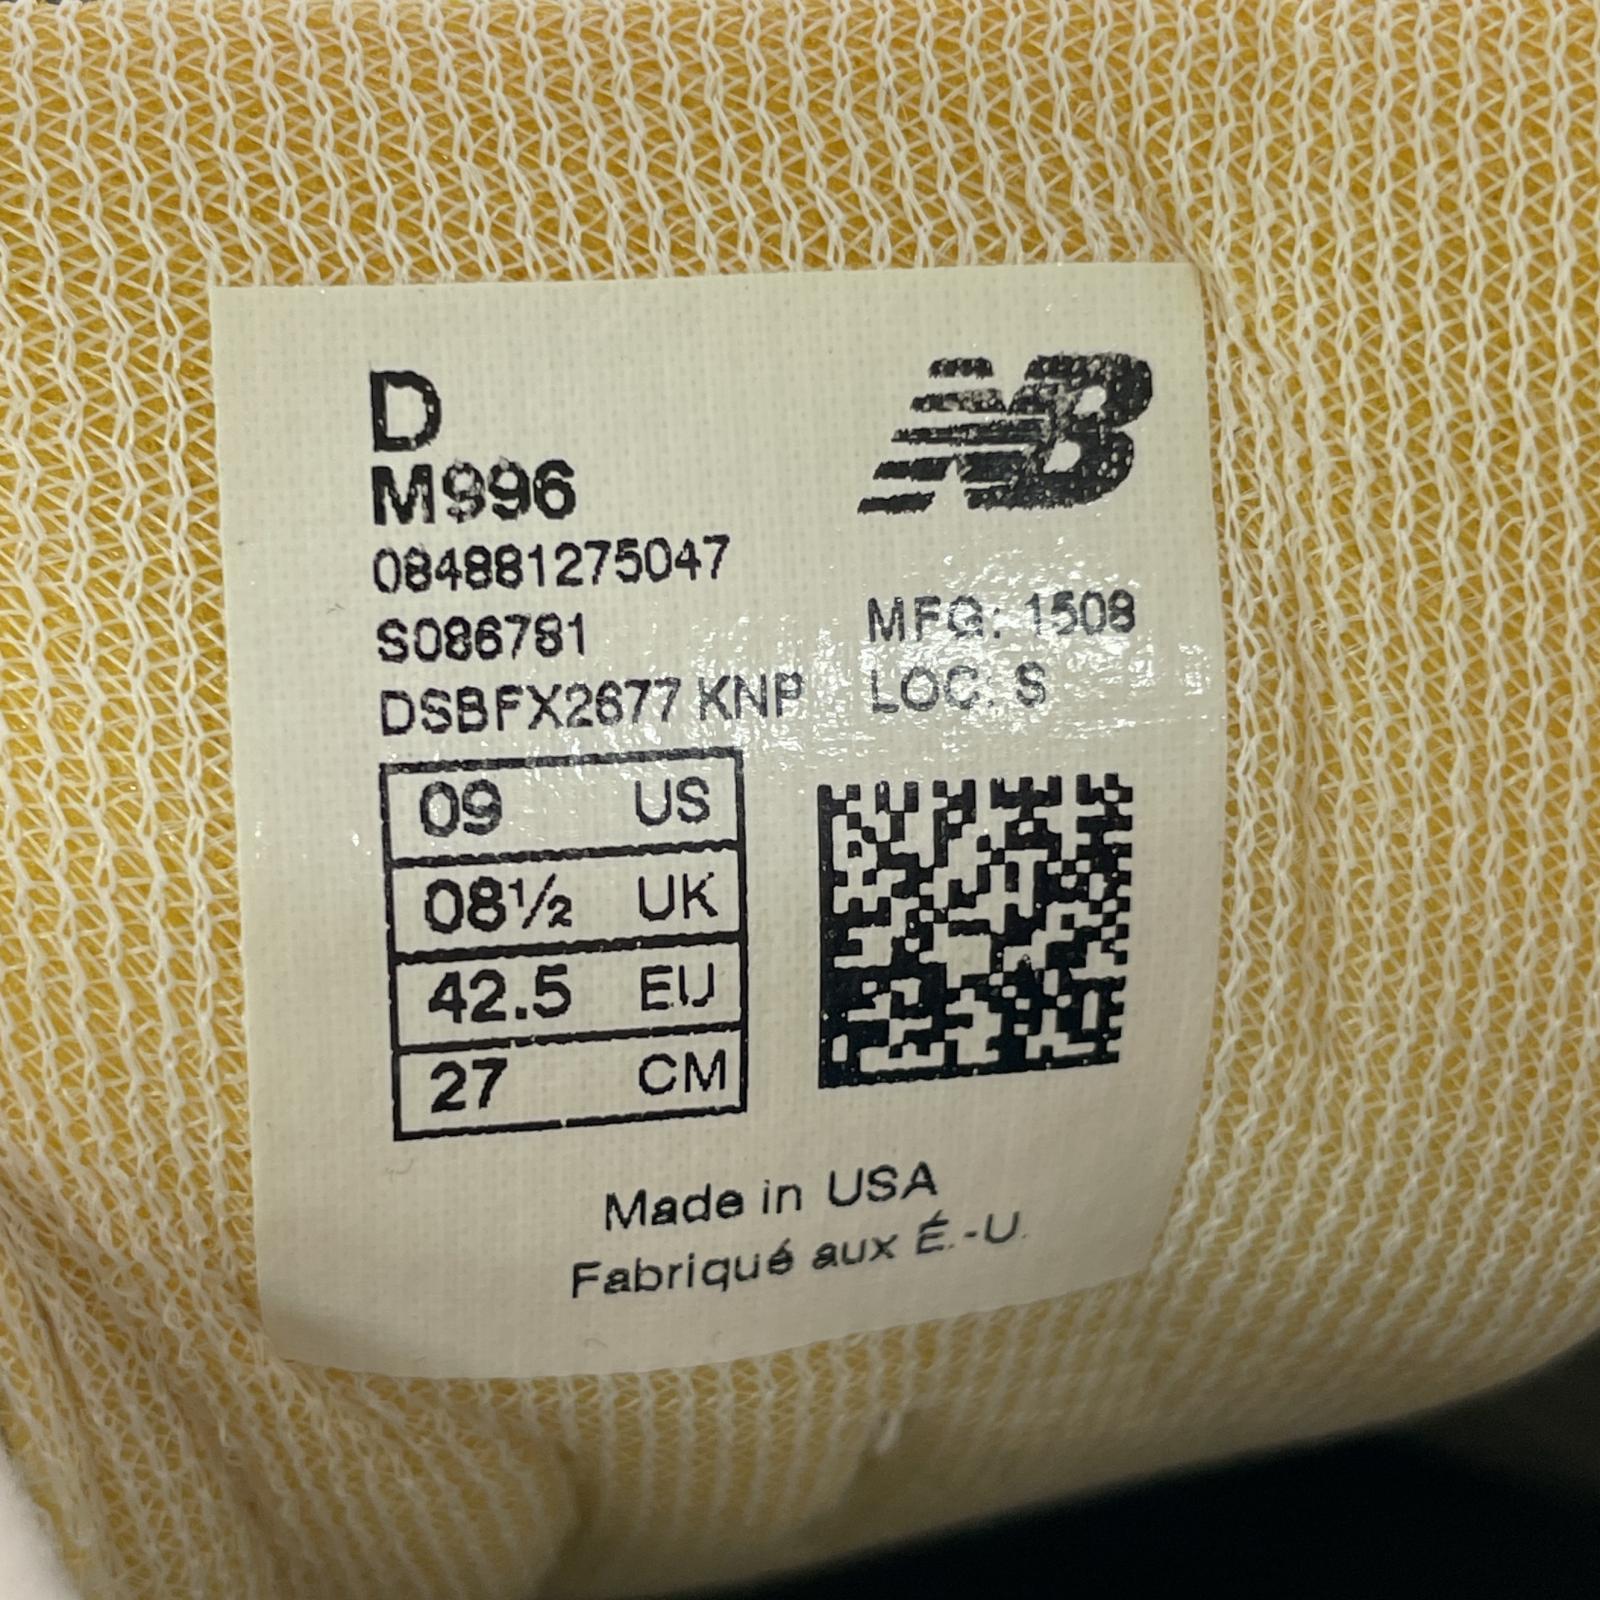 D
NB
M996
084881275047
S086781
MFG: 1508
DSBFX2677 KNP
LOC: S
09 US
08½ UK
42.5 EU
27 CM
Made in USA
Fabriqué aux É.-U.